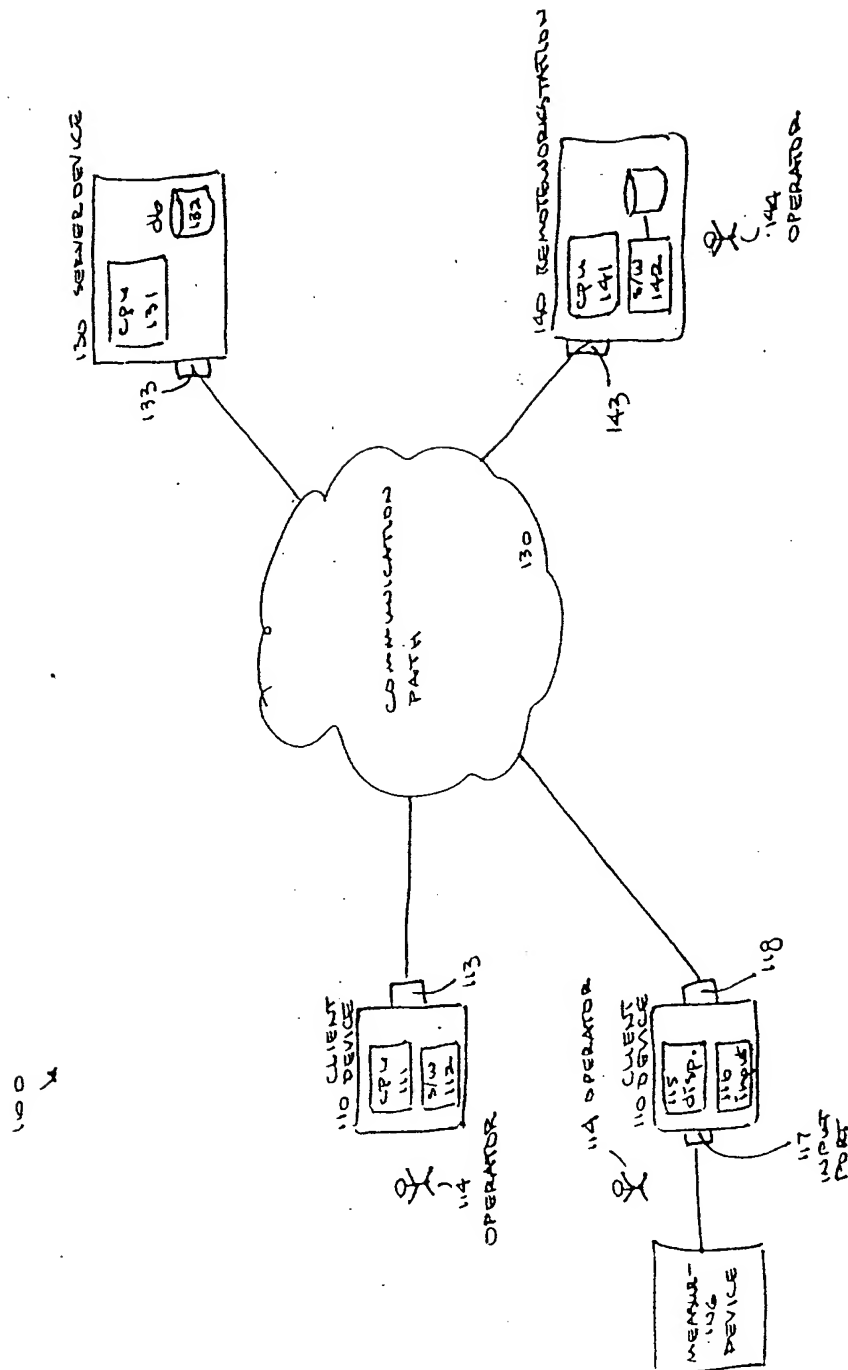 100
130 SERVER DEVICE
cpu
131
db
132
133
COMMUNICATION
PATH
130
140 REMOTE WORKSTATION
cpu
141
s/w
142
143
144
OPERATOR
110 CLIENT
DEVICE
cpu
111
s/w
112
113
114
OPERATOR
114 OPERATOR
110 CLIENT
DEVICE
115
disp.
116
input
118
117
INPUT
PORT
MEASUR-
ING
DEVICE